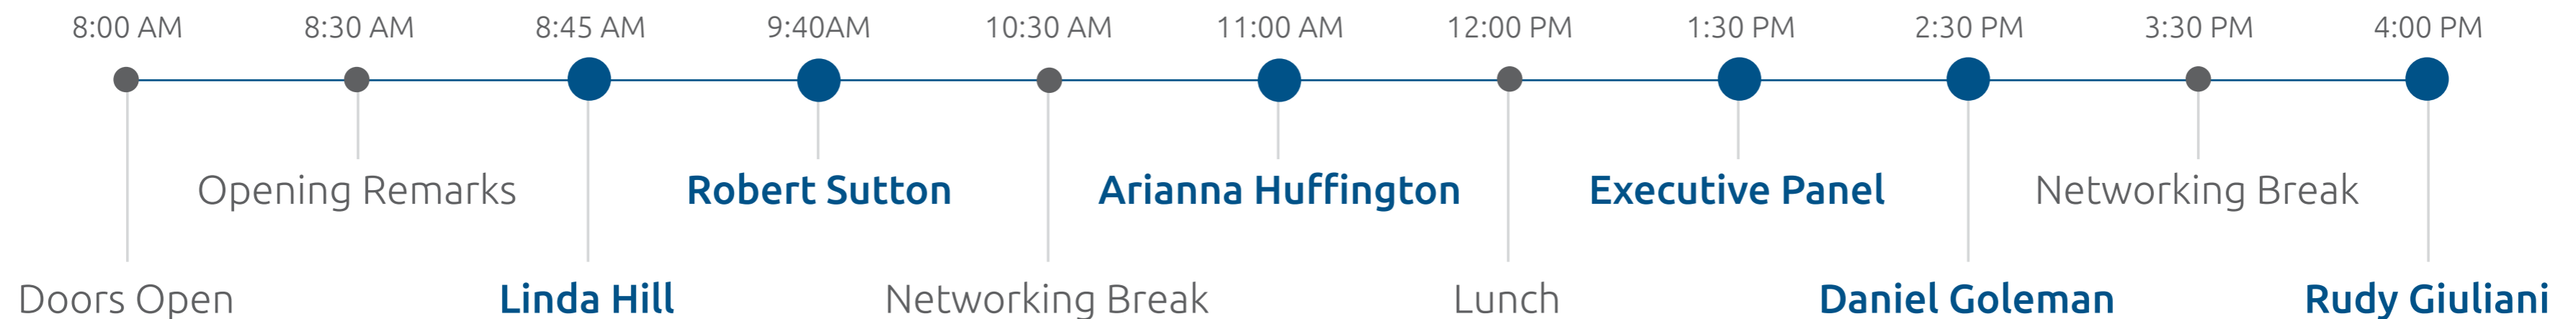 8:00 AM 8:30 AM 8:45 AM 9:40AM 10:30 AM 11:00 AM 12:00 PM 1:30 PM 2:30 PM 3:30 PM 4:00 PM
Opening Remarks Robert Sutton Arianna Huffington Executive Panel Networking Break
Doors Open Linda Hill Networking Break Lunch Daniel Goleman Rudy Giuliani